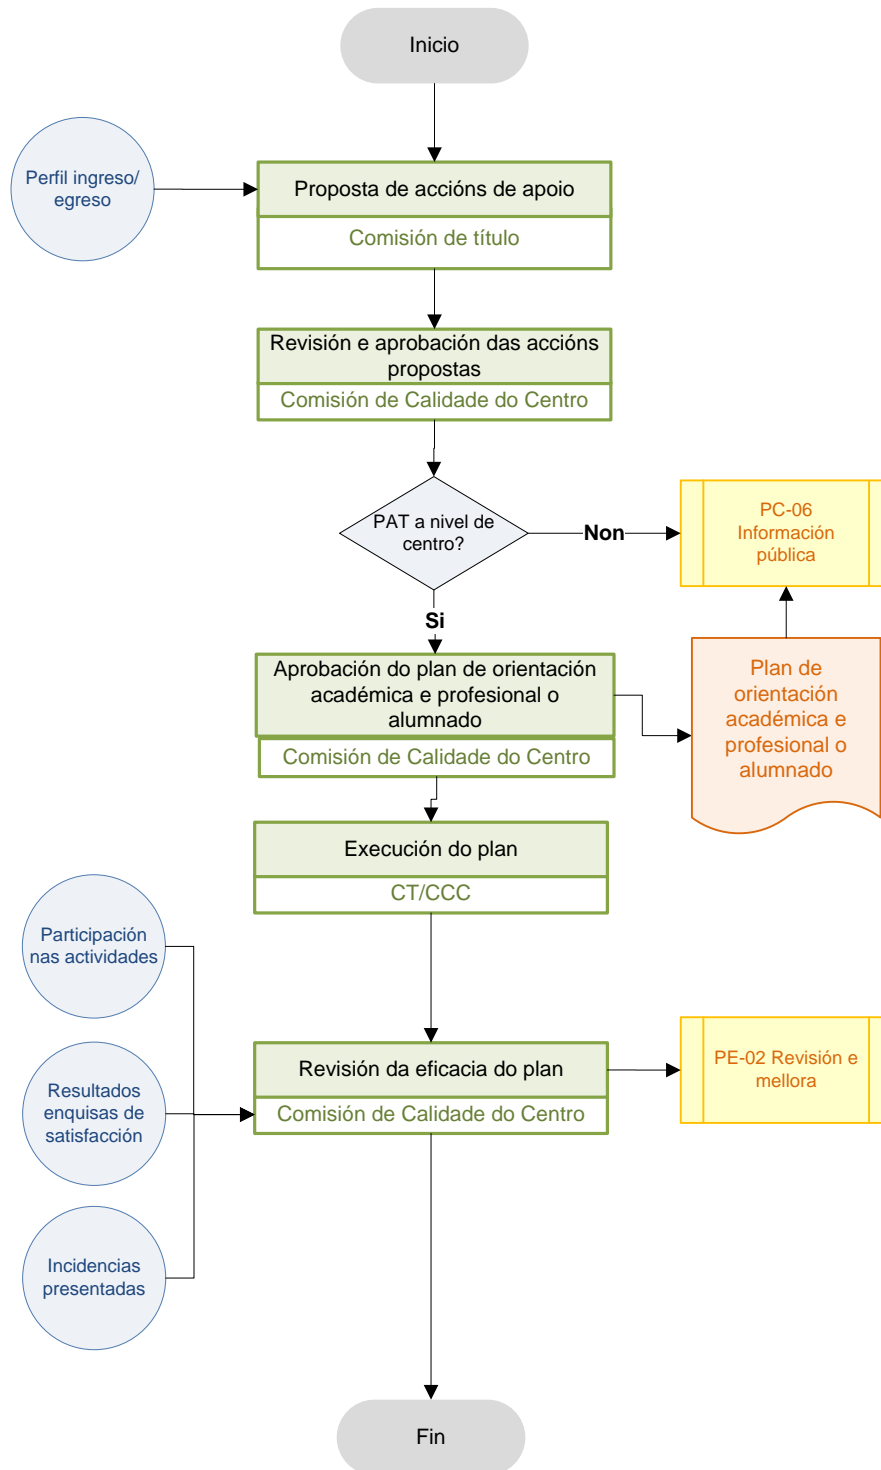 Inicio
Perfil ingreso/
egreso
Proposta de accións de apoio
Comisión de título
Revisión e aprobación das accións
propostas
Comisión de Calidade do Centro
PAT a nivel de
centro?
Non
PC-06
Información
pública
Si
Aprobación do plan de orientación
académica e profesional o
alumnado
Comisión de Calidade do Centro
Plan de
orientación
académica e
profesional o
alumnado
Execución do plan
CT/CCC
Participación
nas actividades
Revisión da eficacia do plan
Comisión de Calidade do Centro
PE-02 Revisión e
mellora
Resultados
enquisas de
satisfacción
Incidencias
presentadas
Fin